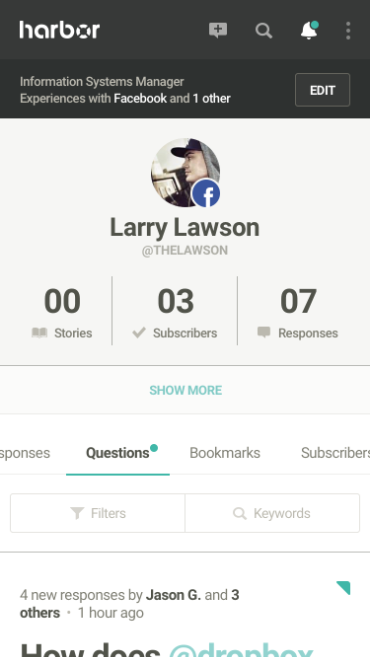 harbor
Information Systems Manager
Experiences with Facebook and 1 other
EDIT
f
Larry Lawson
@THELAWSON
00
Stories
03
Subscribers
07
Responses
SHOW MORE
sponses
Questions
Bookmarks
Subscribers
Filters
Keywords
4 new responses by Jason G. and 3
others · 1 hour ago
How does @dropbox